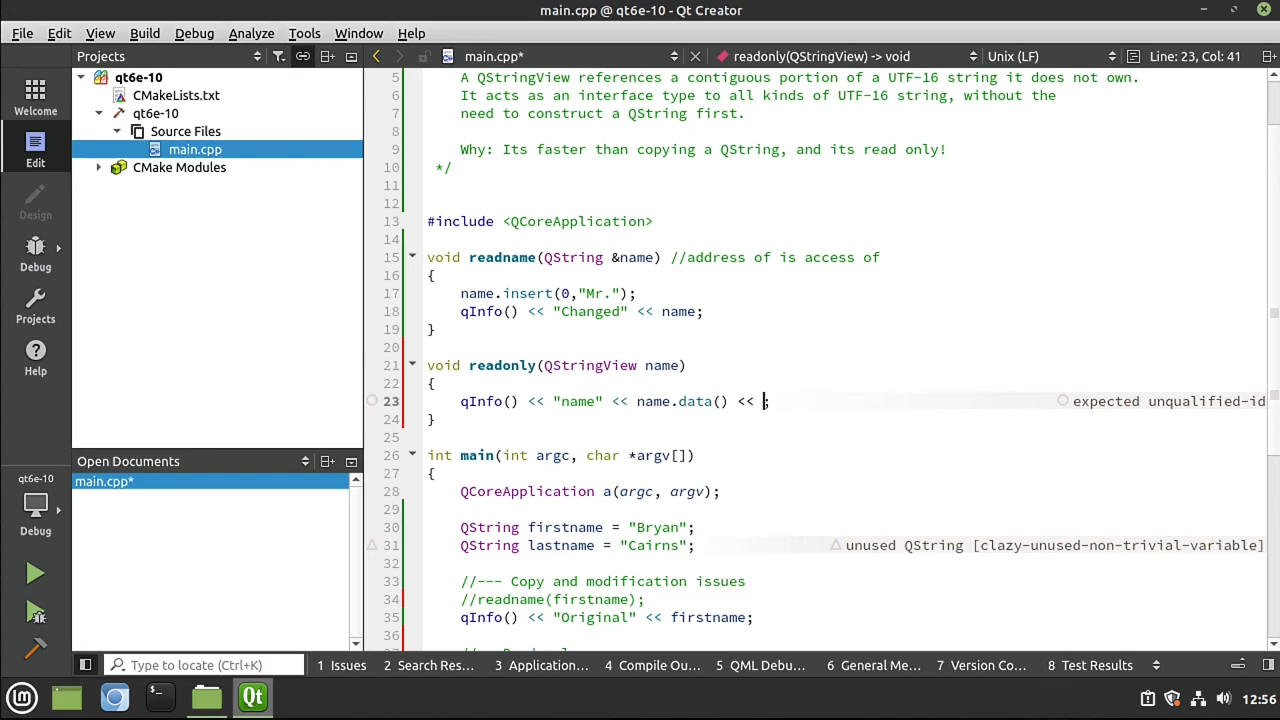 main.cpp @ qt6e-10 - Qt Creator
File Edit View Build Debug Analyze Tools Window Help
Projects main.cpp* readonly(QStringView) -> void Unix (LF) Line: 23, Col: 41
Welcome
Edit
Design
Debug
Projects
Help
qt6e-10
Debug
qt6e-10
CMakeLists.txt
qt6e-10
Source Files
main.cpp
CMake Modules
Open Documents
main.cpp*
5 A QStringView references a contiguous portion of a UTF-16 string it does not own.
6 It acts as an interface type to all kinds of UTF-16 string, without the
7 need to construct a QString first.
8
9 Why: Its faster than copying a QString, and its read only!
10 */
11
12
13 #include <QCoreApplication>
14
15 void readname(QString &name) //address of is access of
16 {
17 name.insert(0,"Mr.");
18 qInfo() << "Changed" << name;
19 }
20
21 void readonly(QStringView name)
22 {
23 qInfo() << "name" << name.data() << ; expected unqualified-id
24 }
25
26 int main(int argc, char *argv[])
27 {
28 QCoreApplication a(argc, argv);
29
30 QString firstname = "Bryan";
31 QString lastname = "Cairns"; unused QString [clazy-unused-non-trivial-variable]
32
33 //--- Copy and modification issues
34 //readname(firstname);
35 qInfo() << "Original" << firstname;
36
Type to locate (Ctrl+K) 1 Issues 2 Search Res... 3 Application... 4 Compile Ou... 5 QML Debu... 6 General Me... 7 Version Co... 8 Test Results
12:56